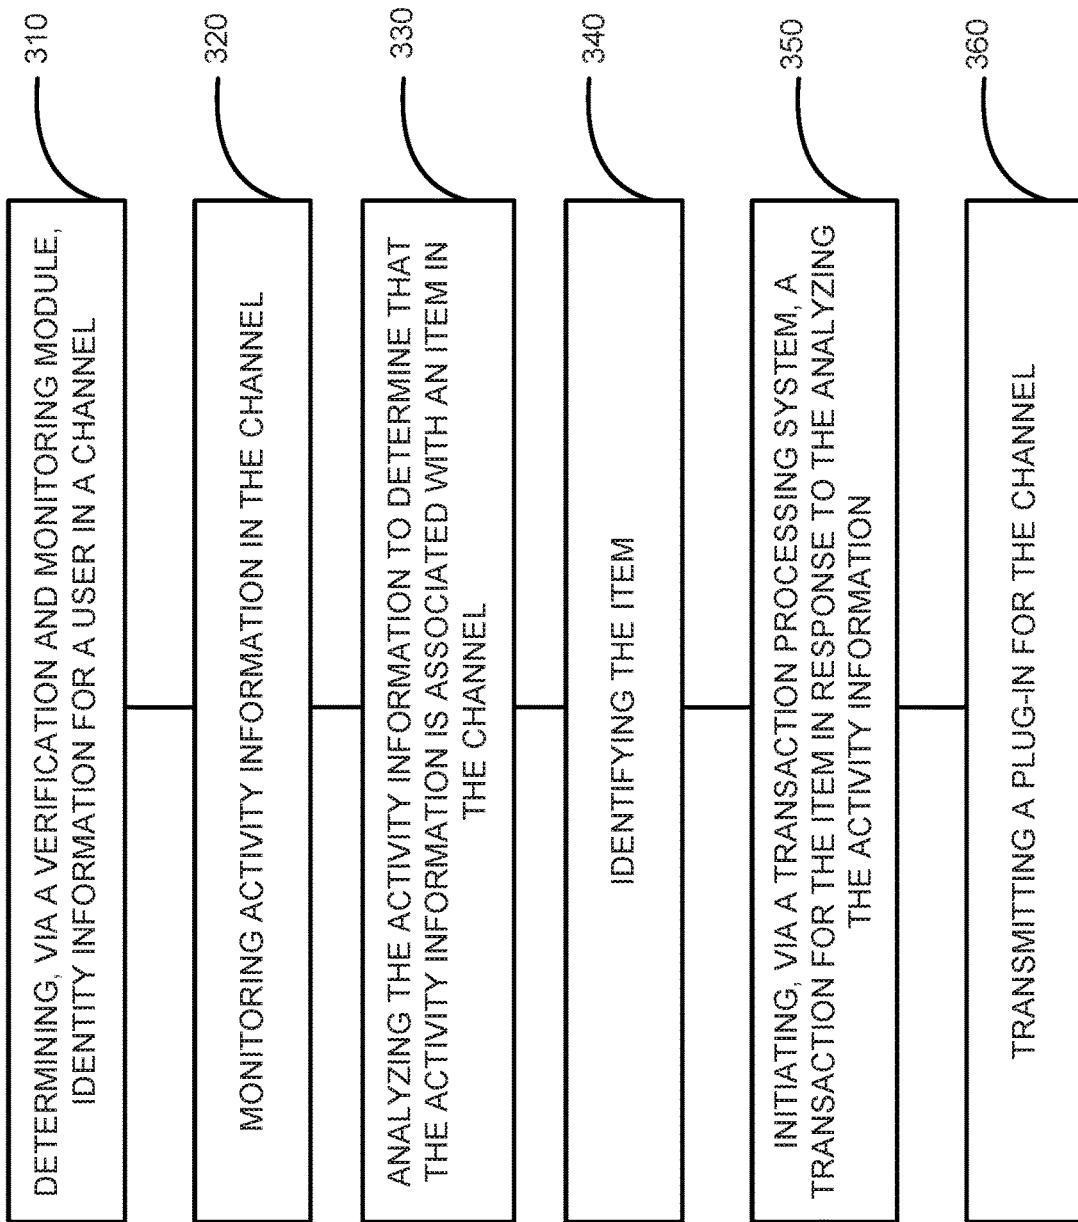 DETERMINING, VIA A VERIFICATION AND MONITORING MODULE,
IDENTITY INFORMATION FOR A USER IN A CHANNEL
310
MONITORING ACTIVITY INFORMATION IN THE CHANNEL
320
ANALYZING THE ACTIVITY INFORMATION TO DETERMINE THAT
THE ACTIVITY INFORMATION IS ASSOCIATED WITH AN ITEM IN
THE CHANNEL
330
IDENTIFYING THE ITEM
340
INITIATING, VIA A TRANSACTION PROCESSING SYSTEM, A
TRANSACTION FOR THE ITEM IN RESPONSE TO THE ANALYZING
THE ACTIVITY INFORMATION
350
TRANSMITTING A PLUG-IN FOR THE CHANNEL
360